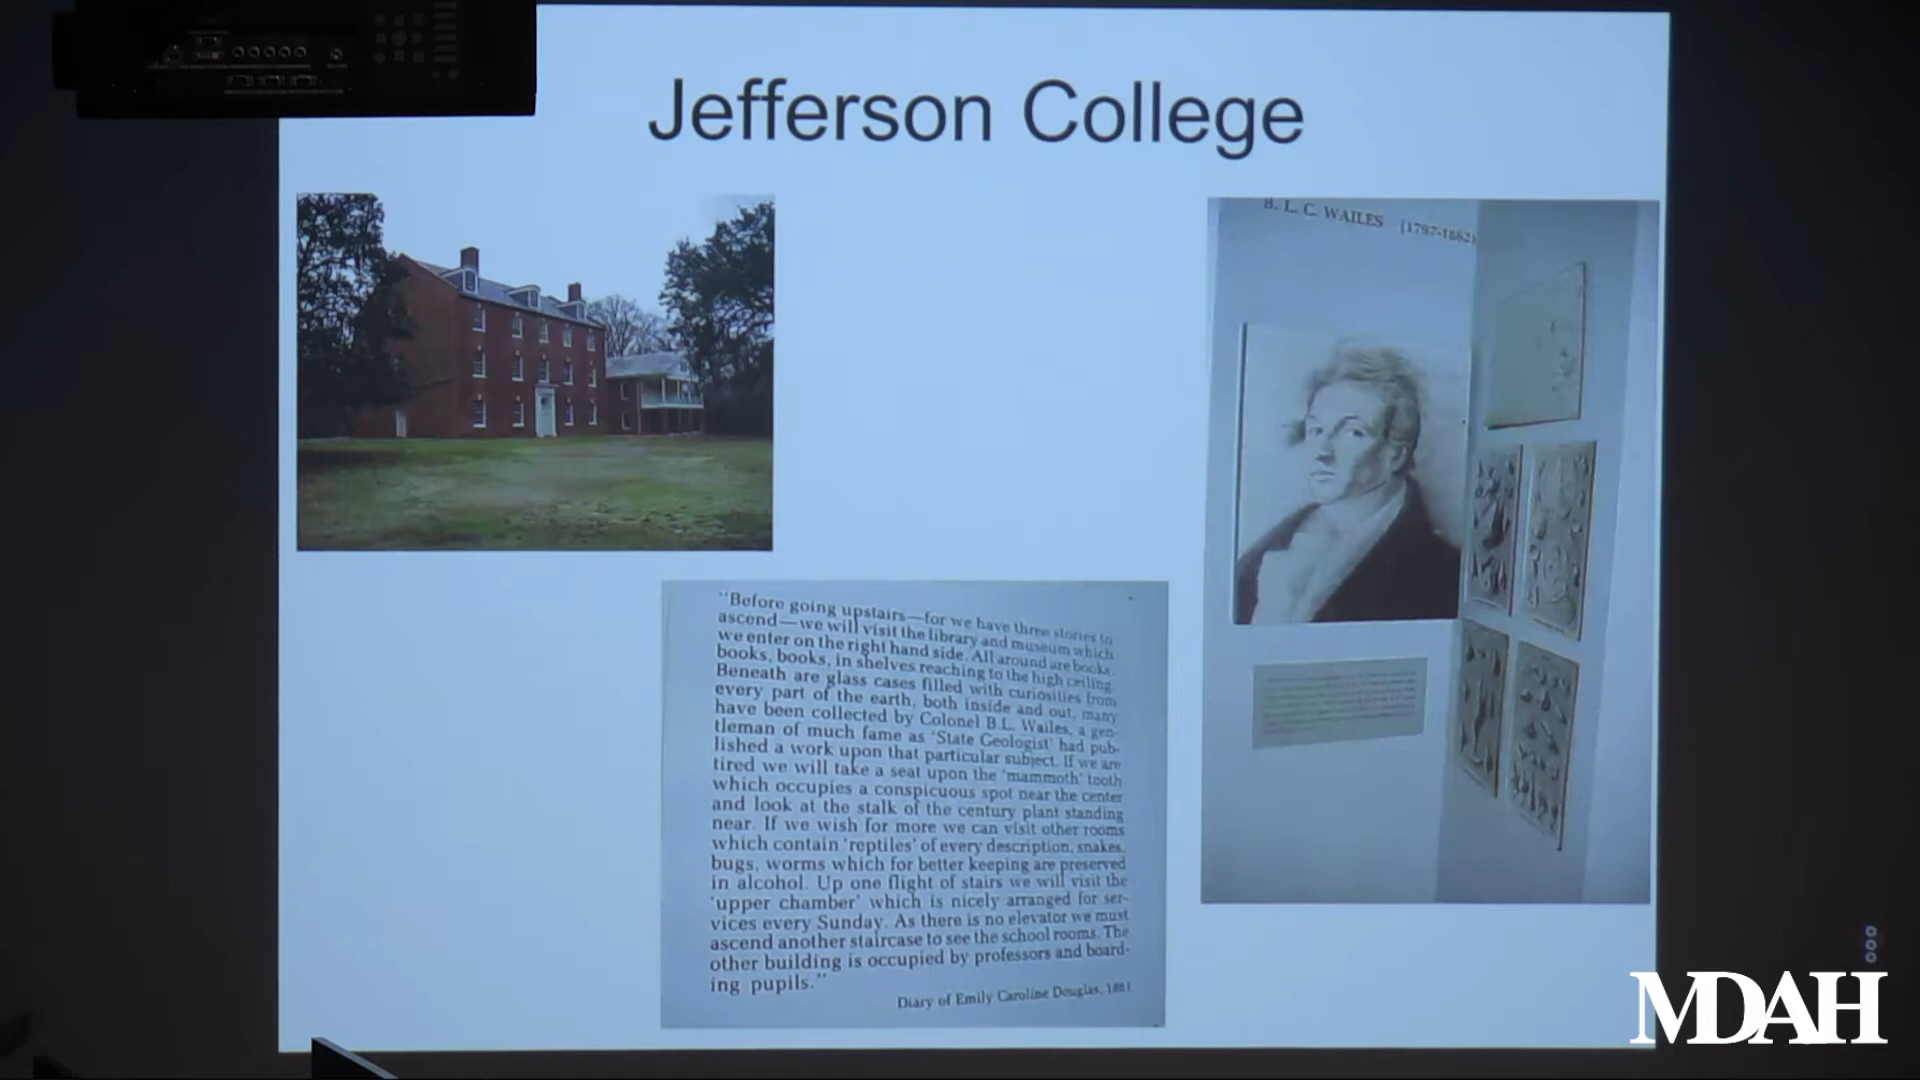 Jefferson College
B. L. C. WAILES (1797-1862)
"Before going upstairs—for we have three stories to
ascend—we will visit the library and museum which
we enter on the right hand side. All around are books,
books, books, in shelves reaching to the high ceiling.
Beneath are glass cases filled with curiosities from
every part of the earth, both inside and out, many
have been collected by Colonel B.L. Wailes, a gen-
tleman of much fame as 'State Geologist' had pub-
lished a work upon that particular subject. If we are
tired we will take a seat upon the 'mammoth' tooth
which occupies a conspicuous spot near the center
and look at the stalk of the century plant standing
near. If we wish for more we can visit other rooms
which contain 'reptiles' of every description, snakes,
bugs, worms which for better keeping are preserved
in alcohol. Up one flight of stairs we will visit the
'upper chamber' which is nicely arranged for ser-
vices every Sunday. As there is no elevator we must
ascend another staircase to see the school rooms. The
other building is occupied by professors and board-
ing pupils."
Diary of Emily Caroline Douglas,
MDAH